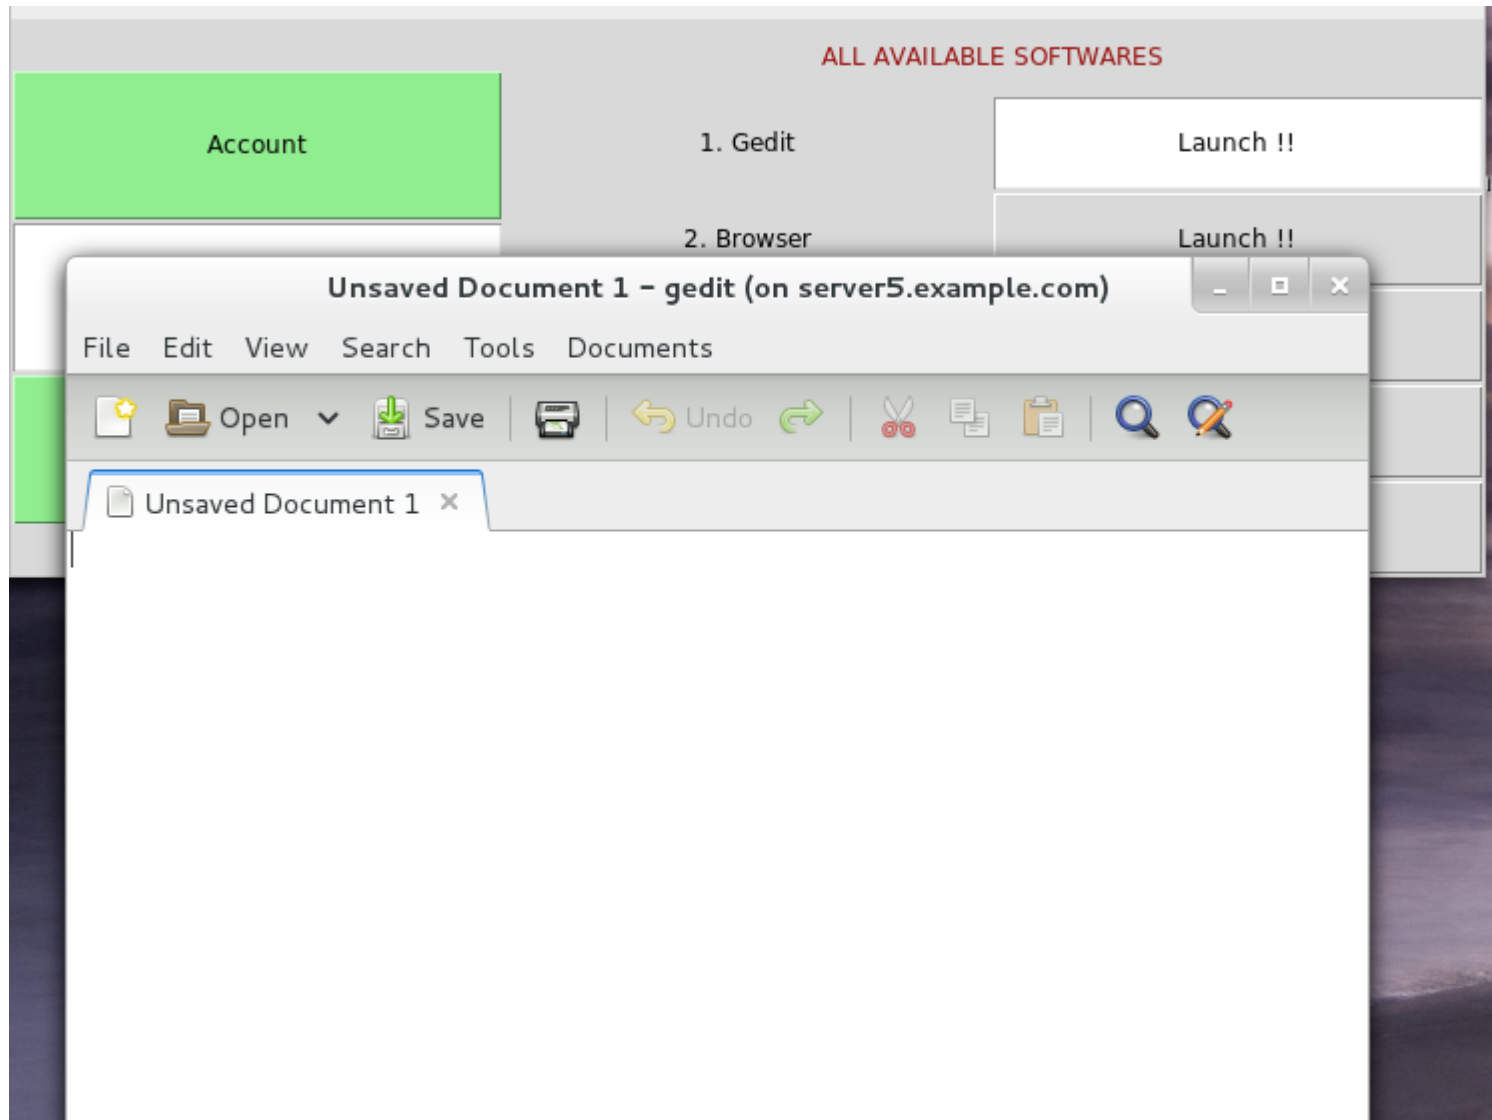 ALL AVAILABLE SOFTWARES
Account
1. Gedit
Launch !!
2. Browser
Launch !!
Unsaved Document 1 - gedit (on server5.example.com)
File Edit View Search Tools Documents
Open Save Undo
Unsaved Document 1